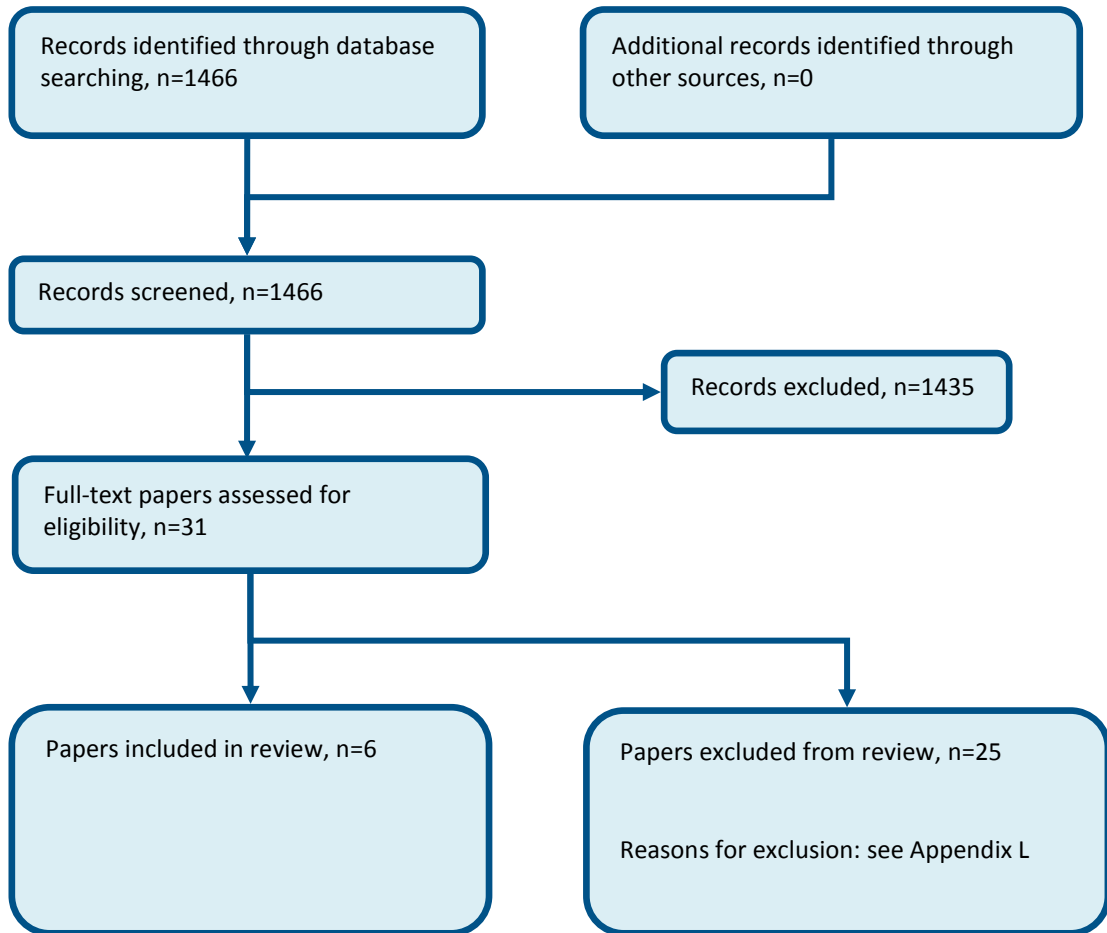 Records identified through database
searching, n=1466
Additional records identified through
other sources, n=0
Records screened, n=1466
Records excluded, n=1435
Full-text papers assessed for
eligibility, n=31
Papers included in review, n=6
Papers excluded from review, n=25
Reasons for exclusion: see Appendix L